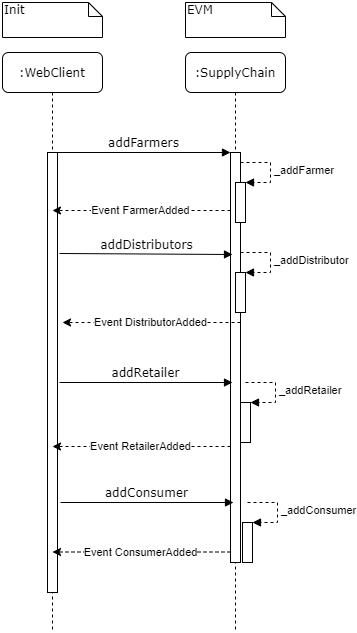 Init
EVM
:WebClient
:SupplyChain
addFarmers
_addFarmer
Event FarmerAdded
addDistributors
_addDistributor
Event DistributorAdded
addRetailer
_addRetailer
Event RetailerAdded
addConsumer
_addConsumer
Event ConsumerAdded